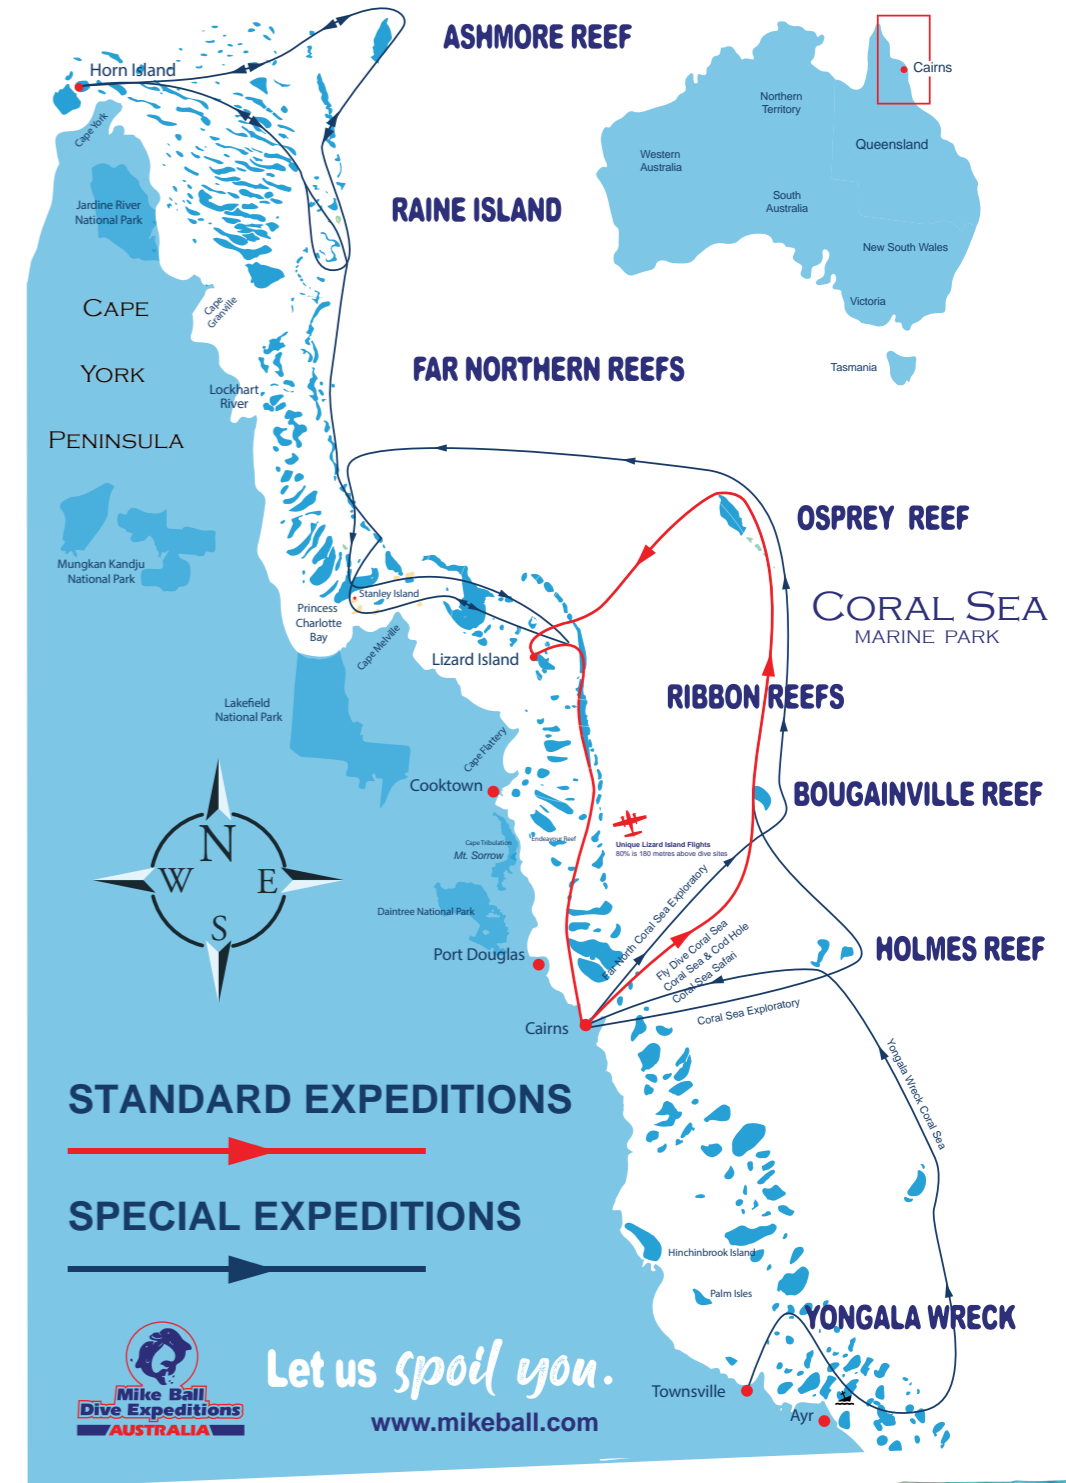 ASHMORE REEF
Horn Island
Cape York
Cairns
Northern
Territory
Queensland
Western
Australia
South
Australia
New South Wales
Victoria
Tasmania
Jardine River
National Park
RAINE ISLAND
CAPE
YORK
PENINSULA
Cape
Granville
FAR NORTHERN REEFS
Lockhart
River
OSPREY REEF
Mungkan Kandju
National Park
Stanley Island
Princess
Charlotte
Bay
Cape Melville
CORAL SEA
MARINE PARK
Lizard Island
RIBBON REEFS
Lakefield
National Park
Cape Flattery
Cooktown
BOUGAINVILLE REEF
N
W
E
S
Endeavour Reef
Cape Tribulation
Mt. Sorrow
Unique Lizard Island Flights
80% is 180 metres above dive sites
Daintree National Park
Port Douglas
Far North Coral Sea Exploratory
Fly Dive Coral Sea
Coral Sea & Cod Hole
Coral Sea Safari
HOLMES REEF
Cairns
Coral Sea Exploratory
Yongala Wreck Coral Sea
STANDARD EXPEDITIONS
SPECIAL EXPEDITIONS
Hinchinbrook Island
Palm Isles
YONGALA WRECK
Townsville
Ayr
Mike Ball
Dive Expeditions
AUSTRALIA
Let us spoil you.
www.mikeball.com